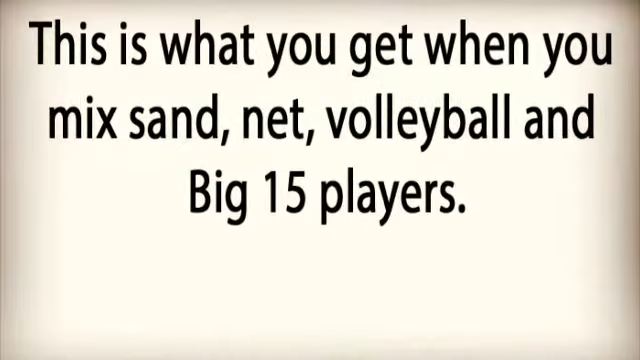 This is what you get when you
mix sand, net, volleyball and
Big 15 players.